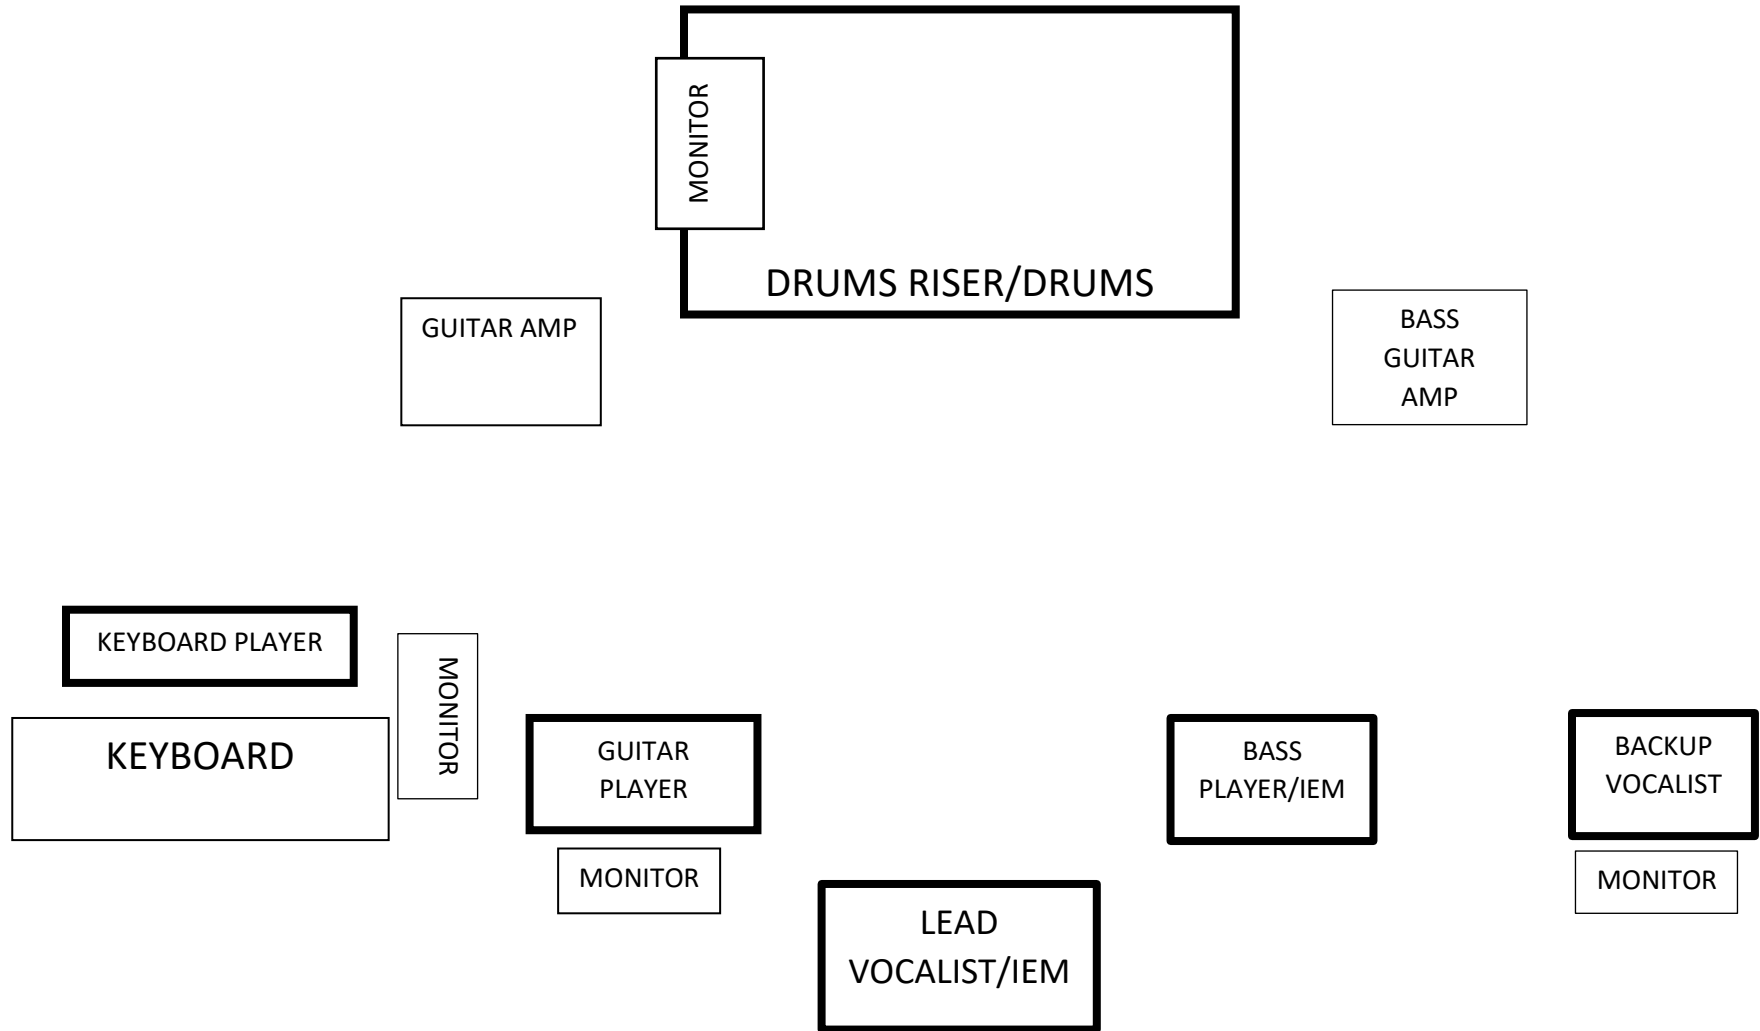 MONITOR
DRUMS RISER/DRUMS
GUITAR AMP
BASS
GUITAR
AMP
KEYBOARD PLAYER
MONITOR
KEYBOARD
GUITAR
PLAYER
MONITOR
LEAD
VOCALIST/IEM
BASS
PLAYER/IEM
BACKUP
VOCALIST
MONITOR